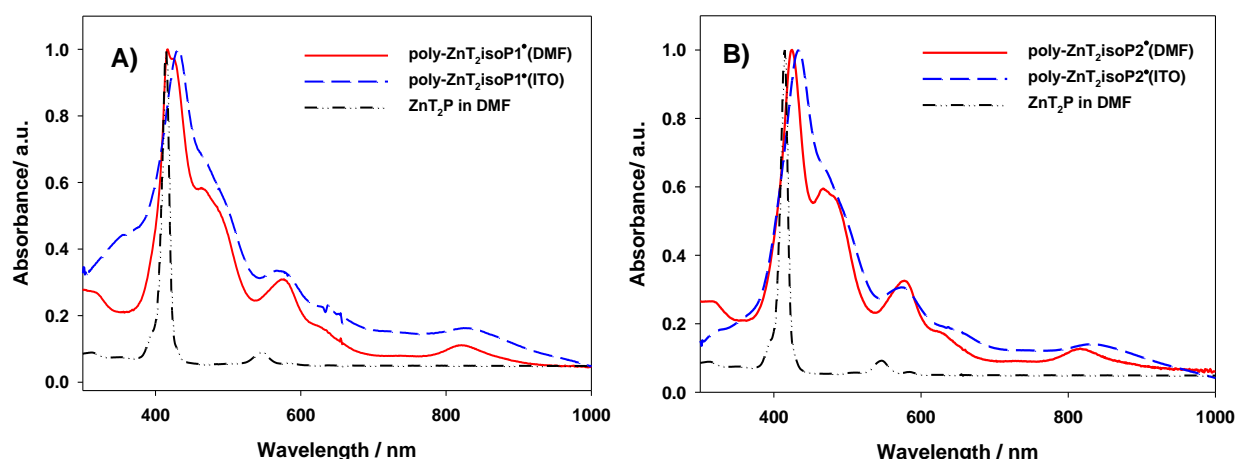 A)
poly-ZnT₂isoP1•(DMF)
poly-ZnT₂isoP1•(ITO)
ZnT₂P in DMF
Absorbance/ a.u.
1.0
0.8
0.6
0.4
0.2
0.0
400
600
800
1000
Wavelength / nm
B)
poly-ZnT₂isoP2•(DMF)
poly-ZnT₂isoP2•(ITO)
ZnT₂P in DMF
Absorbance/ a.u.
1.0
0.8
0.6
0.4
0.2
0.0
400
600
800
1000
Wavelength / nm